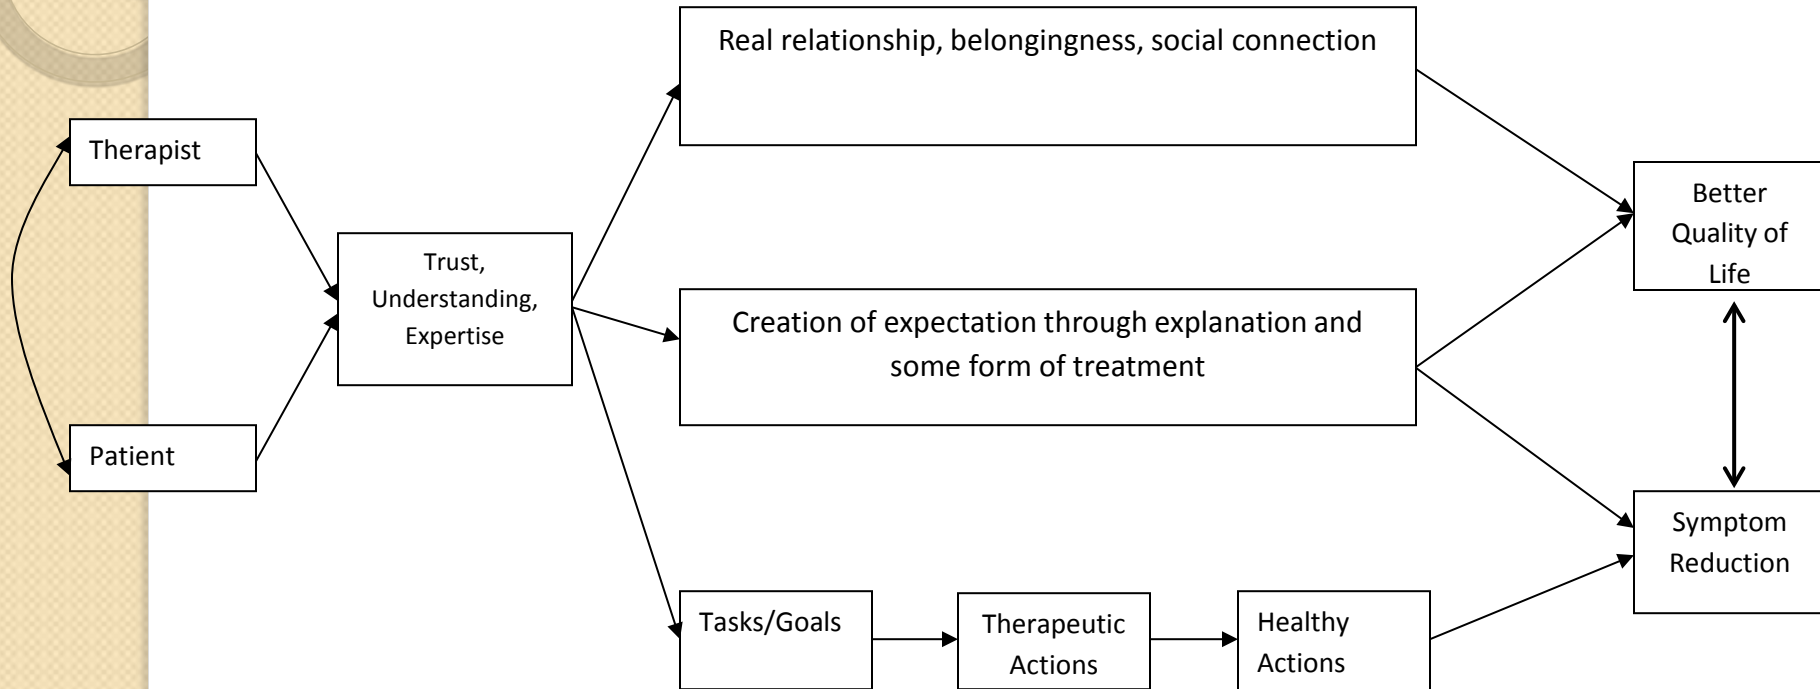 Real relationship, belongingness, social connection
Therapist
Trust,
Understanding,
Expertise
Patient
Creation of expectation through explanation and
some form of treatment
Tasks/Goals
Therapeutic
Actions
Healthy
Actions
Better
Quality of
Life
Symptom
Reduction